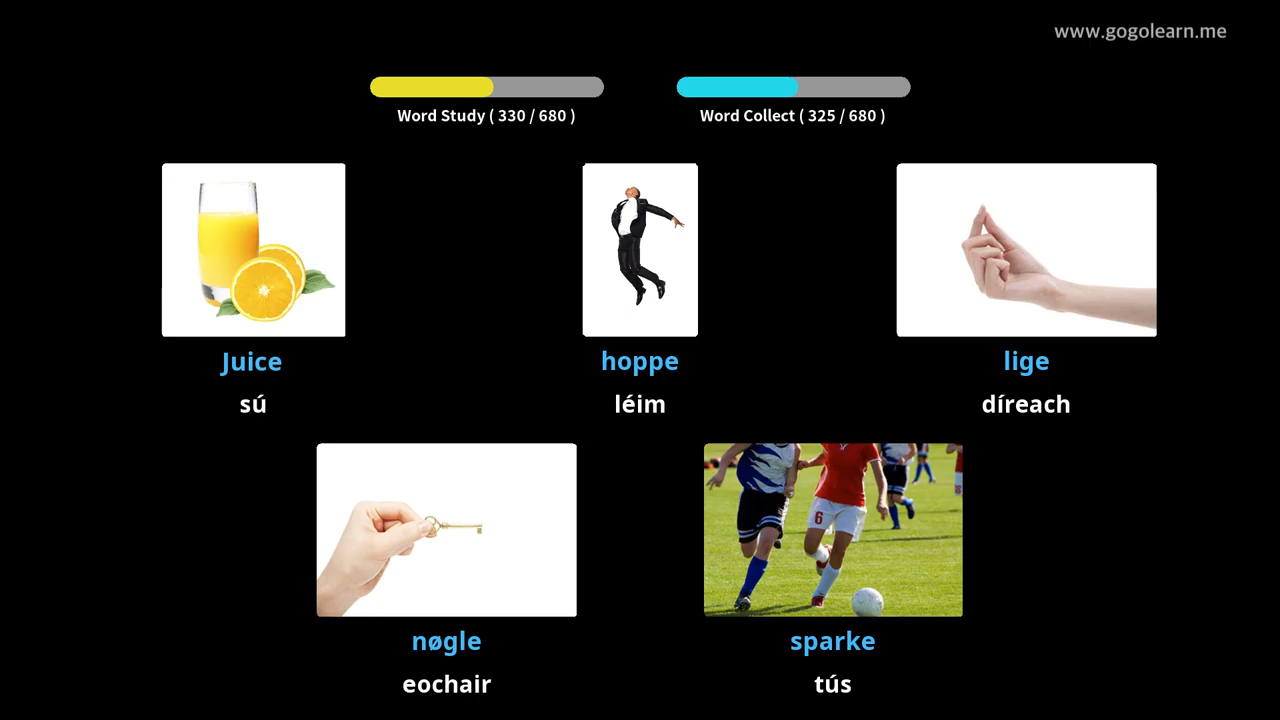 www.gogolearn.me
Word Study ( 330 / 680 )
Word Collect ( 325 / 680 )
Juice
sú
hoppe
léim
lige
díreach
nøgle
eochair
6
sparke
tús